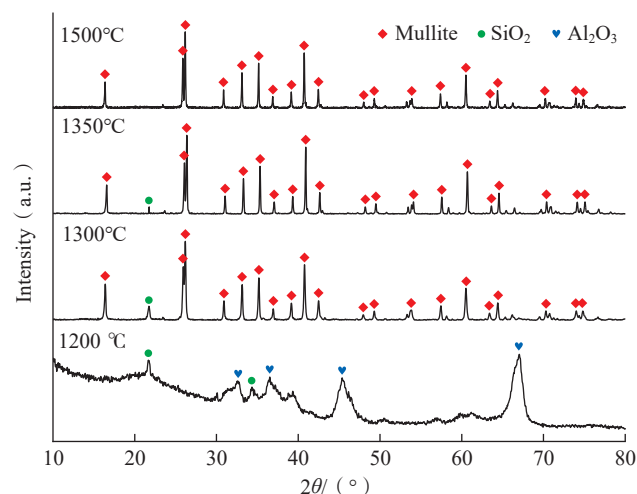 1500℃
Mullite SiO₂ Al₂O₃
1350℃
1300℃
1200 ℃
Intensity（a.u.）
10 20 30 40 50 60 70 80
2θ/（°）